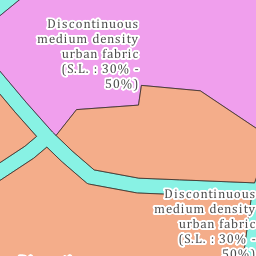 Discontinuous
medium density
urban fabric
(S.L. : 30% -
50%)
Discontinuous
medium density
urban fabric
(S.L. : 30% -
50%)